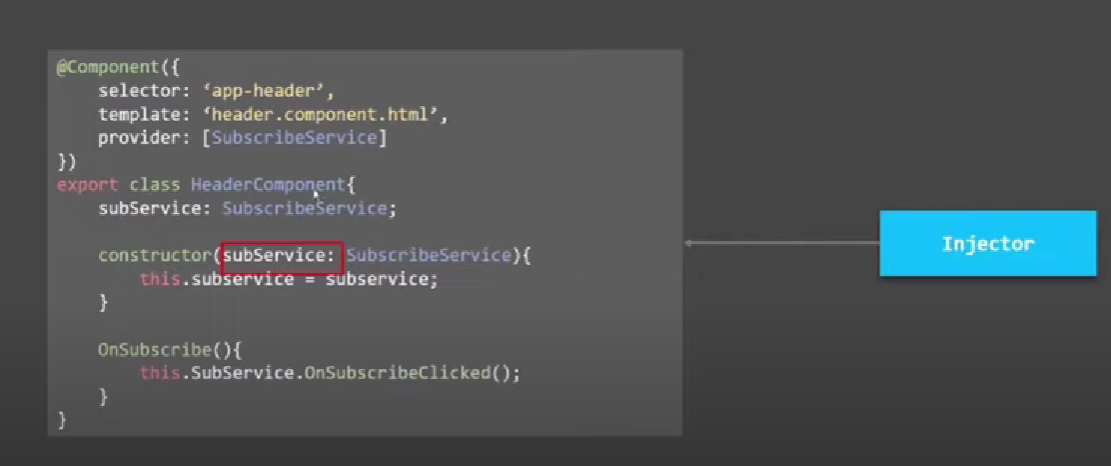 @Component({
selector: ‘app-header’,
template: ‘header.component.html’,
provider: [SubscribeService]
})
export class HeaderComponent{
subService: SubscribeService;
constructor(subService: SubscribeService){
this.subservice = subservice;
}
OnSubscribe(){
this.SubService.OnSubscribeClicked();
}
}
Injector